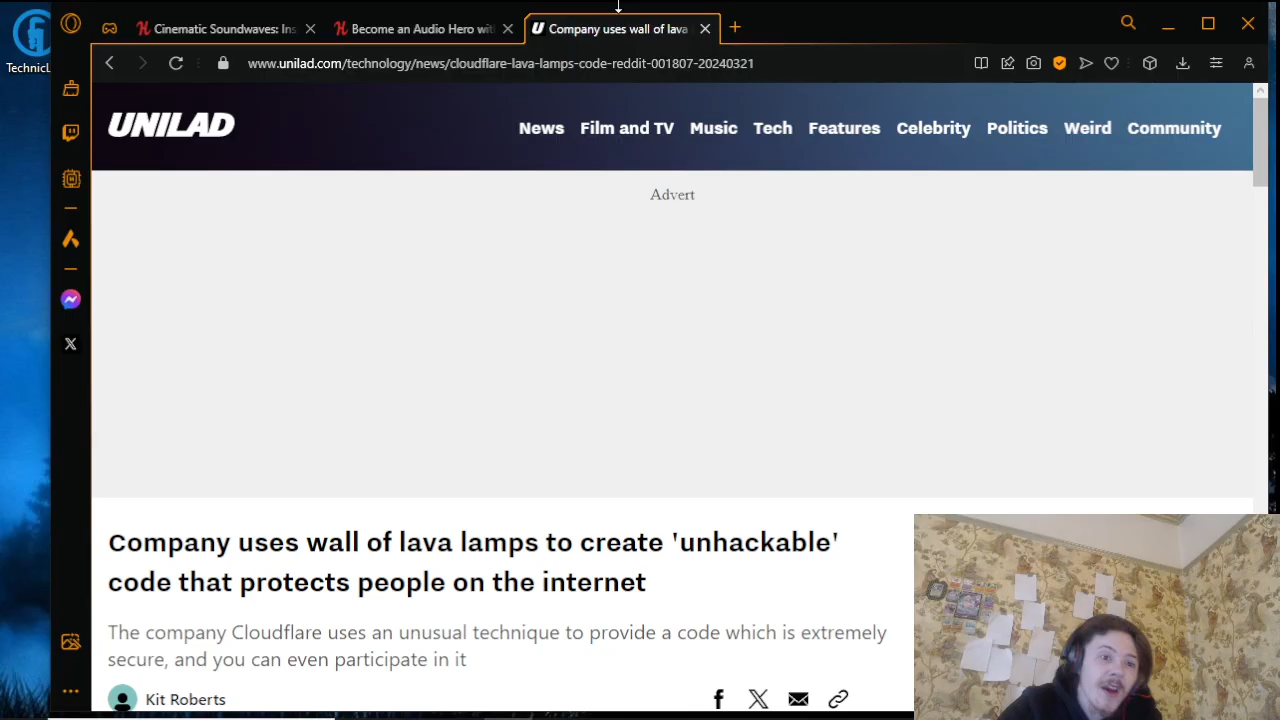 TechnicL
Cinematic Soundwaves: Ins
Become an Audio Hero wit
Company uses wall of lava
www.unilad.com/technology/news/cloudflare-lava-lamps-code-reddit-001807-20240321
UNILAD
News Film and TV Music Tech Features Celebrity Politics Weird Community
Advert
Company uses wall of lava lamps to create 'unhackable'
code that protects people on the internet
The company Cloudflare uses an unusual technique to provide a code which is extremely
secure, and you can even participate in it
Kit Roberts